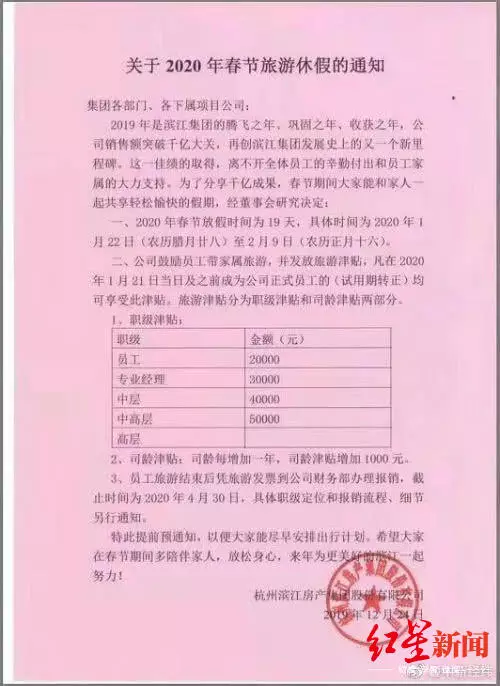 关于 2020 年春节旅游休假的通知
集团各部门、各下属项目公司：
2019 年是滨江集团的腾飞之年、巩固之年、收获之年，公
司销售额突破千亿大关，再创滨江集团发展史上的又一个新里
程碑。这一佳绩的取得，离不开全体员工的辛勤付出和员工家
属的大力支持。为了分享千亿成果，春节期间大家能和家人一
起共享轻松愉快的假期，经董事会研究决定：
一、2020 年春节放假时间为 19 天，具体时间为 2020 年 1
月 22 日（农历腊月廿八）至 2 月 9 日（农历正月十六）。
二、公司鼓励员工带家属旅游，并发放旅游津贴，凡在 2020
年 1 月 21 日当日及之前成为公司正式员工的（试用期转正）均
可享受此津贴。旅游津贴分为职级津贴和司龄津贴两部分。
1、职级津贴：
职级 金额（元）
员工 20000
专业经理 30000
中层 40000
中高层 50000
高层
2、司龄津贴：司龄每增加一年，司龄津贴增加 1000 元。
3、员工旅游结束后凭旅游发票到公司财务部办理报销，截
止时间为 2020 年 4 月 30 日，具体职级定位和报销流程、细节
另行通知。
特此提前预通知，以便大家能尽早安排出行计划。希望大家
在春节期间多陪伴家人，放松身心，来年为更美好的滨江一起
努力！
杭州滨江房产集团股份有限公司
2019 年 12 月 24 日
红星新闻